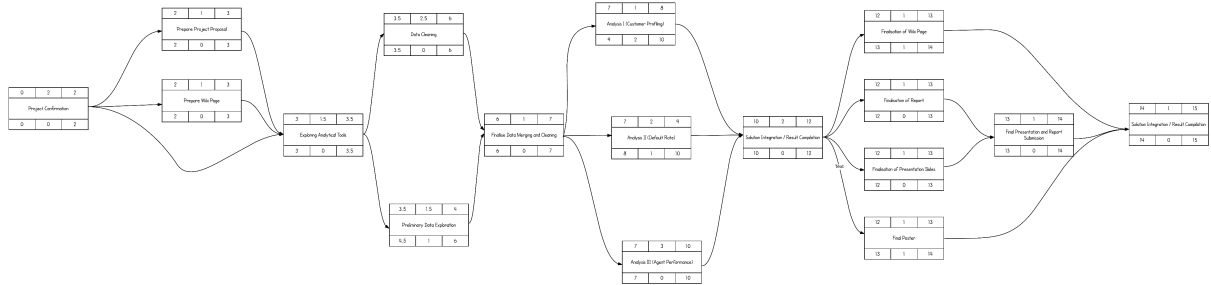 0 2 2
Project Confirmation
0 0 2
2 1 3
Prepare Project Proposal
2 0 3
2 1 3
Prepare Wiki Page
2 0 3
3 1.5 3.5
Exploring Analytical Tools
3 0 3.5
3.5 2.5 6
Data Cleaning
3.5 0 6
3.5 1.5 4
Preliminary Data Exploration
4.5 1 6
6 1 7
Finalize Data Merging and Cleaning
6 0 7
7 1 8
Analysis I (Customer Profiling)
9 2 10
7 2 9
Analysis II (Default Rate)
8 1 10
7 3 10
Analysis III (Agent Performance)
7 0 10
10 2 12
Solution Integration / Result Compilation
10 0 12
Text
12 1 13
Finalisation of Wiki Page
13 1 14
12 1 13
Finalisation of Report
12 0 13
12 1 13
Finalisation of Presentation Slides
12 0 13
12 1 13
Final Poster
13 1 14
13 1 14
Final Presentation and Report
Submission
13 0 14
14 1 15
Solution Integration / Result Compilation
14 0 15